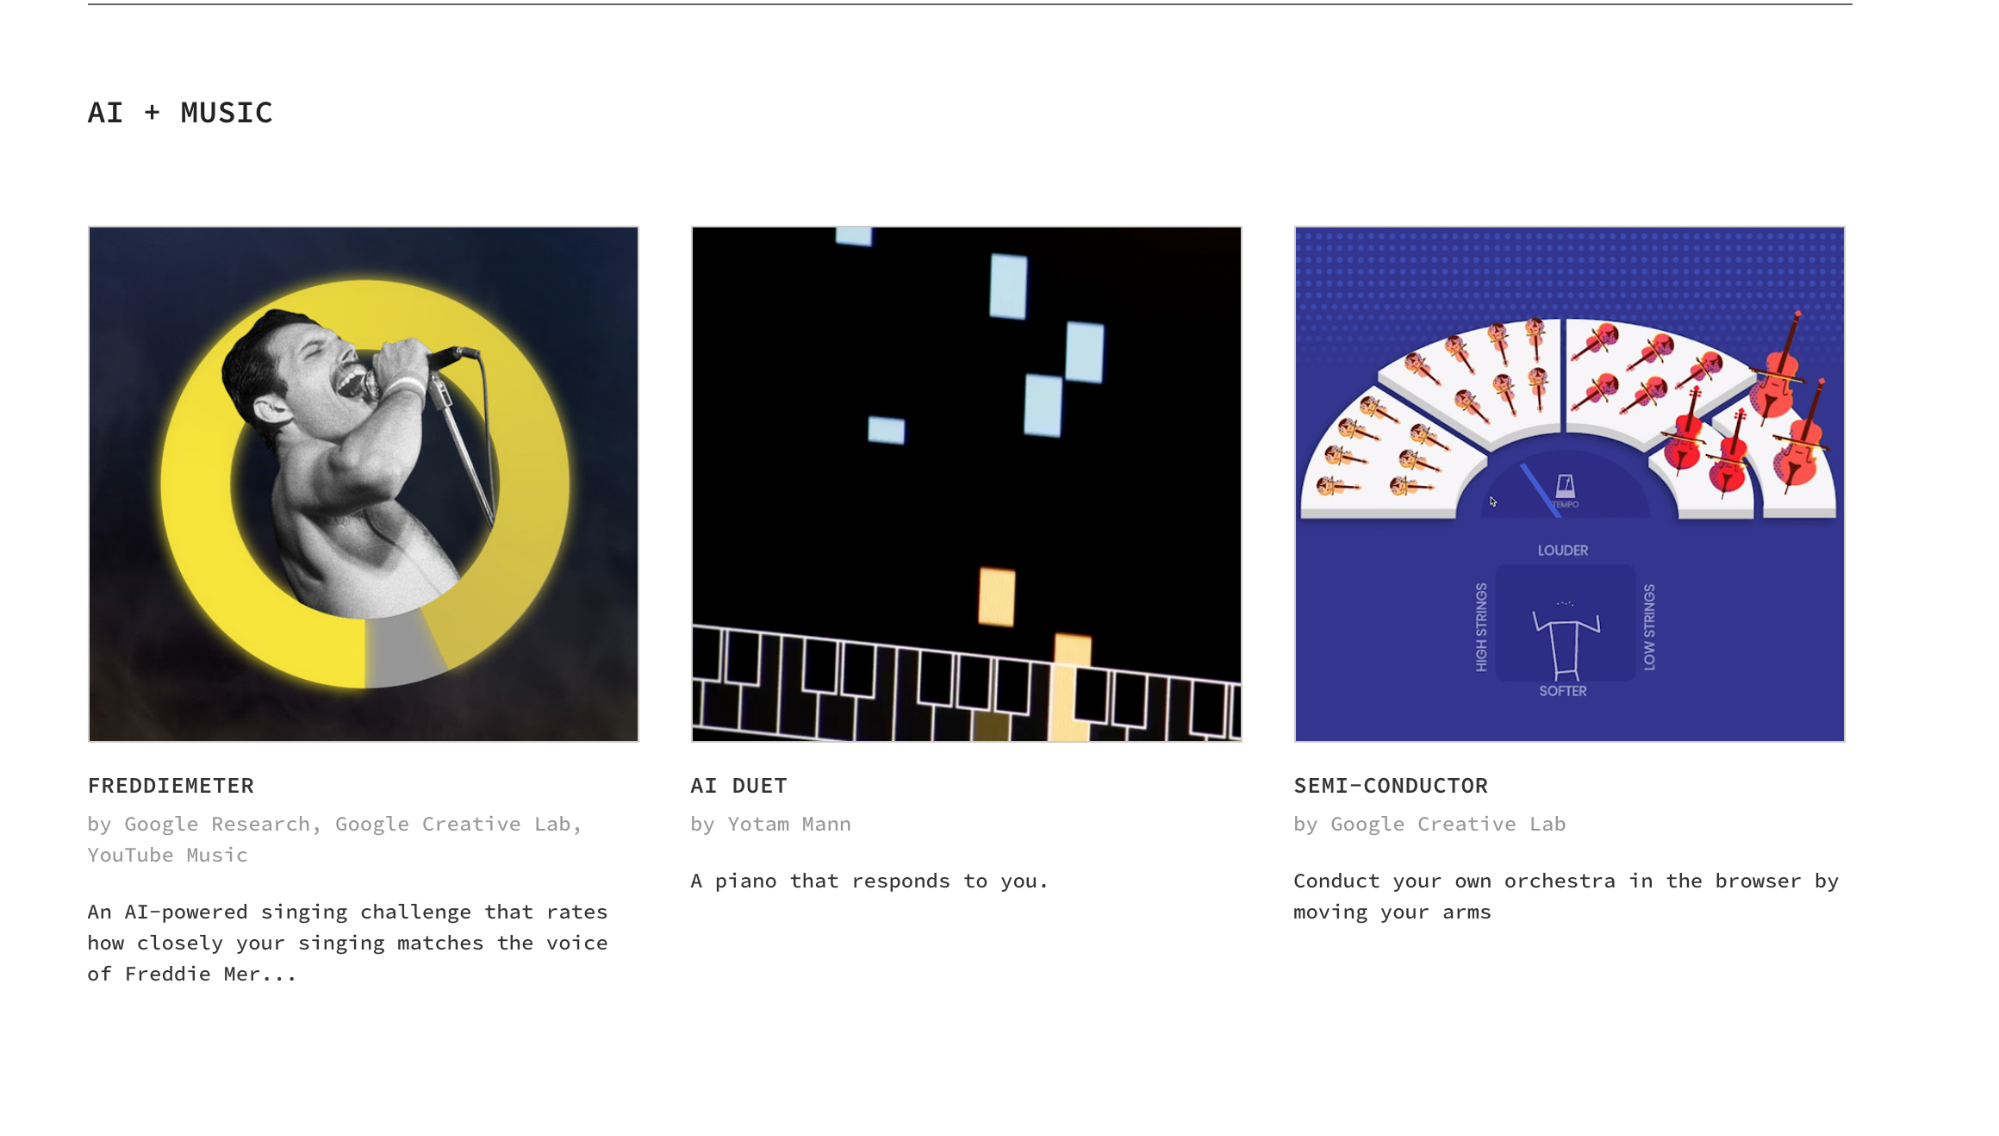 AI + MUSIC
FREDDIEMETER
by Google Research, Google Creative Lab,
YouTube Music
An AI-powered singing challenge that rates
how closely your singing matches the voice
of Freddie Mer...
AI DUET
by Yotam Mann
A piano that responds to you.
TEMPO
LOUDER
HIGH STRINGS
LOW STRINGS
SOFTER
SEMI-CONDUCTOR
by Google Creative Lab
Conduct your own orchestra in the browser by
moving your arms